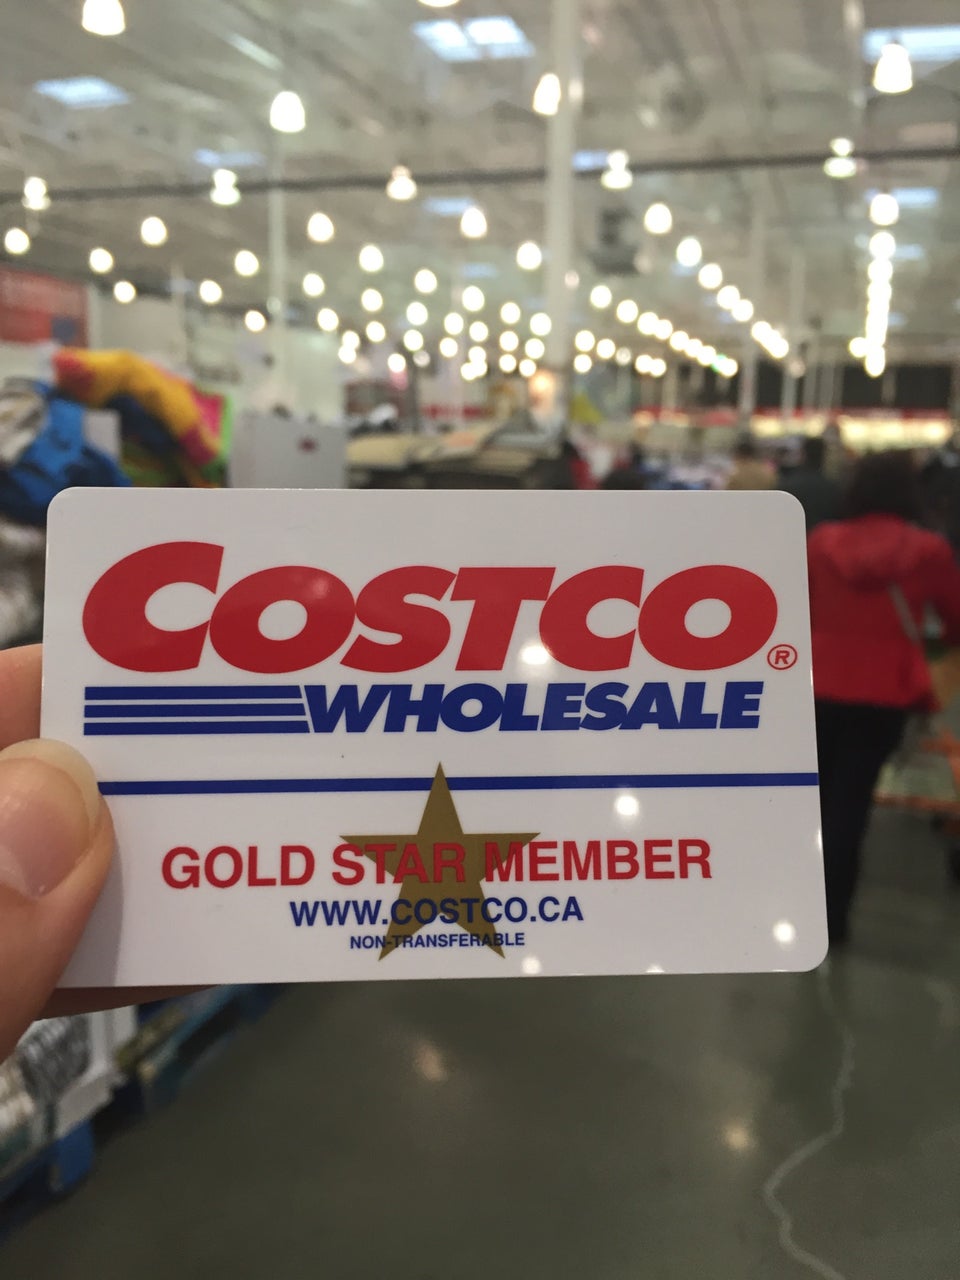 COSTCO®
WHOLESALE
GOLD STAR MEMBER
WWW.COSTCO.CA
NON-TRANSFERABLE